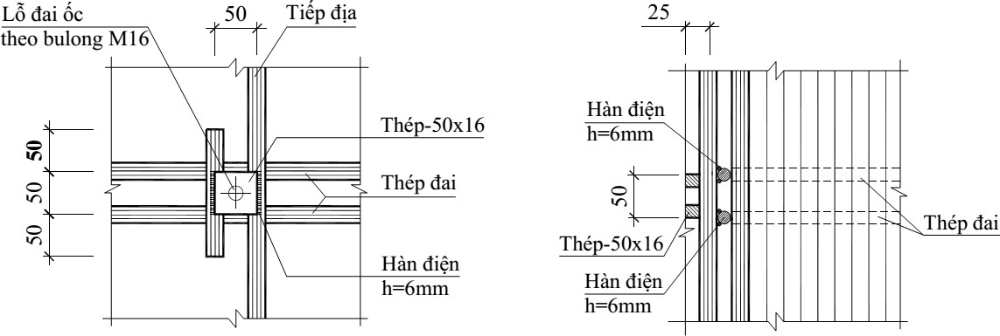 Lỗ đai ốc
theo bulong M16
50
Tiếp địa
Thép-50x16
50
50
50
Thép đai
Hàn điện
h=6mm
25
Hàn điện
h=6mm
50
Thép đai
Thép-50x16
Hàn điện
h=6mm